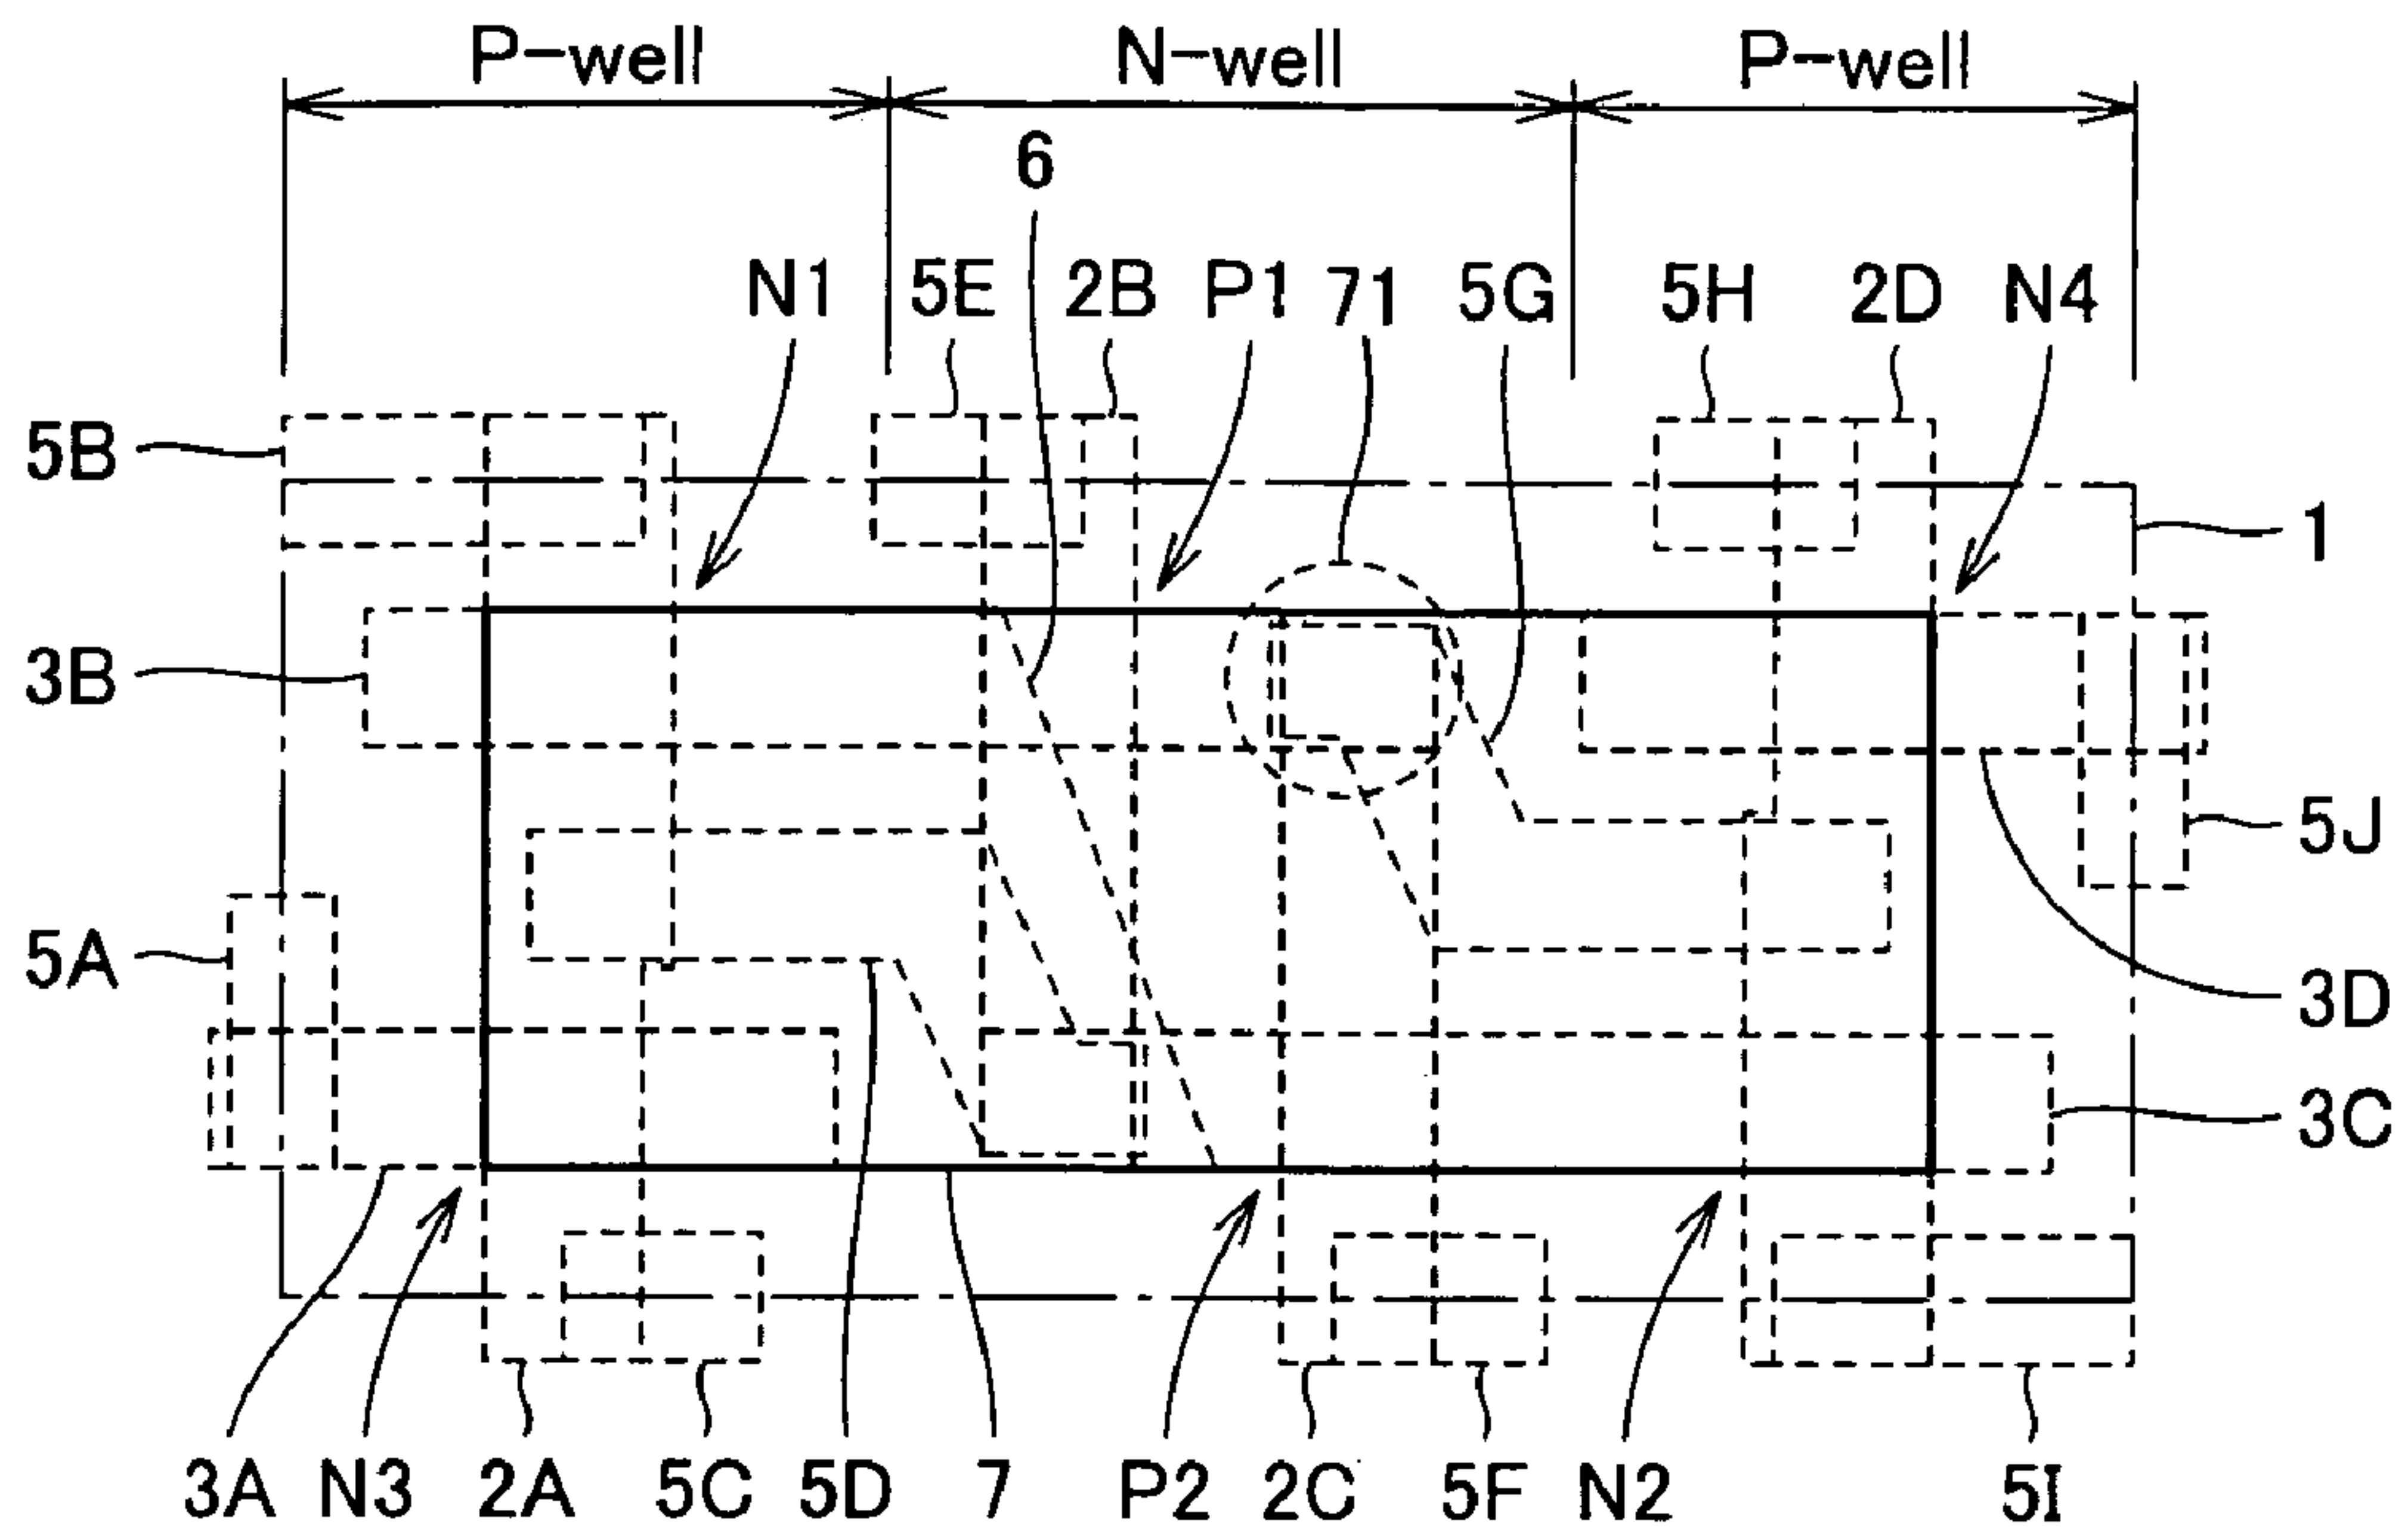 P-well N-well P-well
6
N1 5E 2B P1 71 5G 5H 2D N4
5B
1
3B
5J
5A
3D
3C
3A N3 2A 5C 5D 7 P2 2C 5F N2 5I